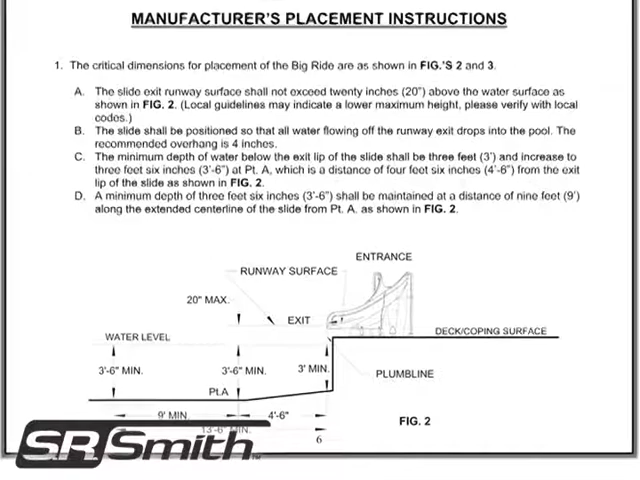 MANUFACTURER'S PLACEMENT INSTRUCTIONS
1. The critical dimensions for placement of the Big Ride are as shown in FIG.'S 2 and 3.
A. The slide exit runway surface shall not exceed twenty inches (20") above the water surface as
shown in FIG. 2. (Local guidelines may indicate a lower maximum height, please verify with local
codes.)
B. The slide shall be positioned so that all water flowing off the runway exit drops into the pool. The
recommended overhang is 4 inches.
C. The minimum depth of water below the exit lip of the slide shall be three feet (3') and increase to
three feet six inches (3'-6") at Pt. A, which is a distance of four feet six inches (4'-6") from the exit
lip of the slide as shown in FIG. 2.
D. A minimum depth of three feet six inches (3'-6") shall be maintained at a distance of nine feet (9')
along the extended centerline of the slide from Pt. A. as shown in FIG. 2.
ENTRANCE
RUNWAY SURFACE
20" MAX.
EXIT
DECK/COPING SURFACE
WATER LEVEL
3'-6" MIN.
3'-6" MIN.
3' MIN.
PLUMBLINE
Pt.A
9' MIN.
4'-6"
FIG. 2
13'-6" MIN.
6
SRSmith